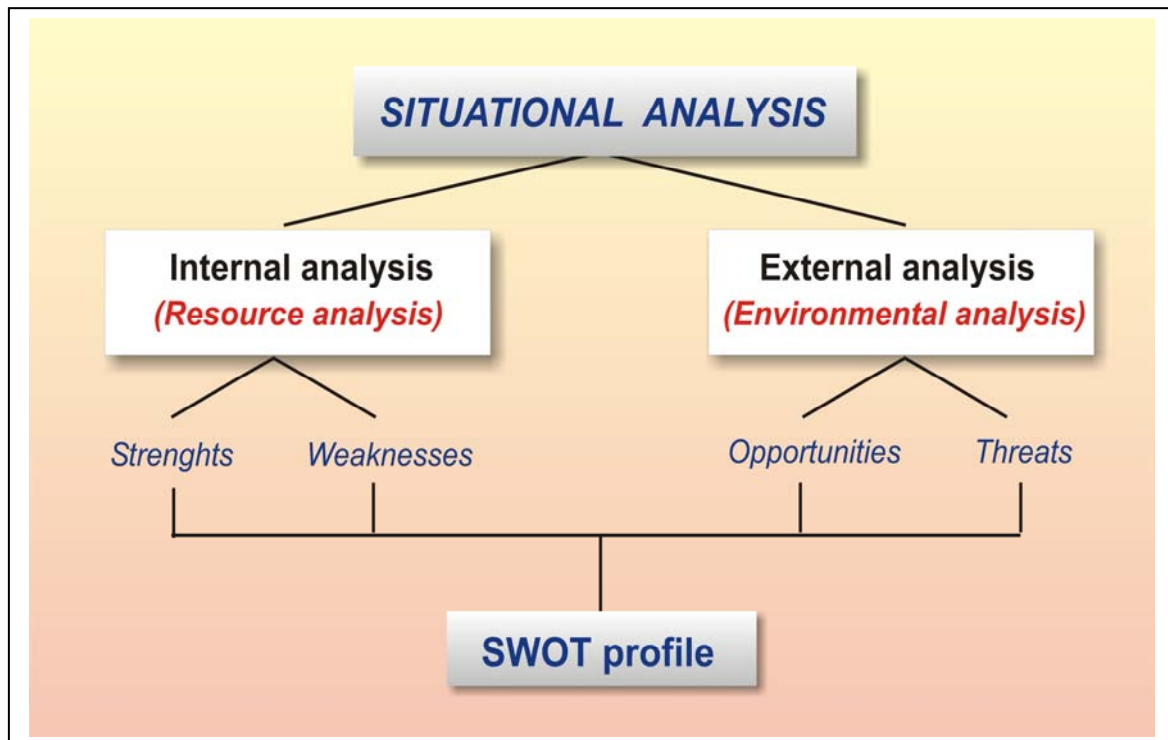 SITUATIONAL ANALYSIS
Internal analysis
(Resource analysis)
External analysis
(Environmental analysis)
Strenghts
Weaknesses
Opportunities
Threats
SWOT profile